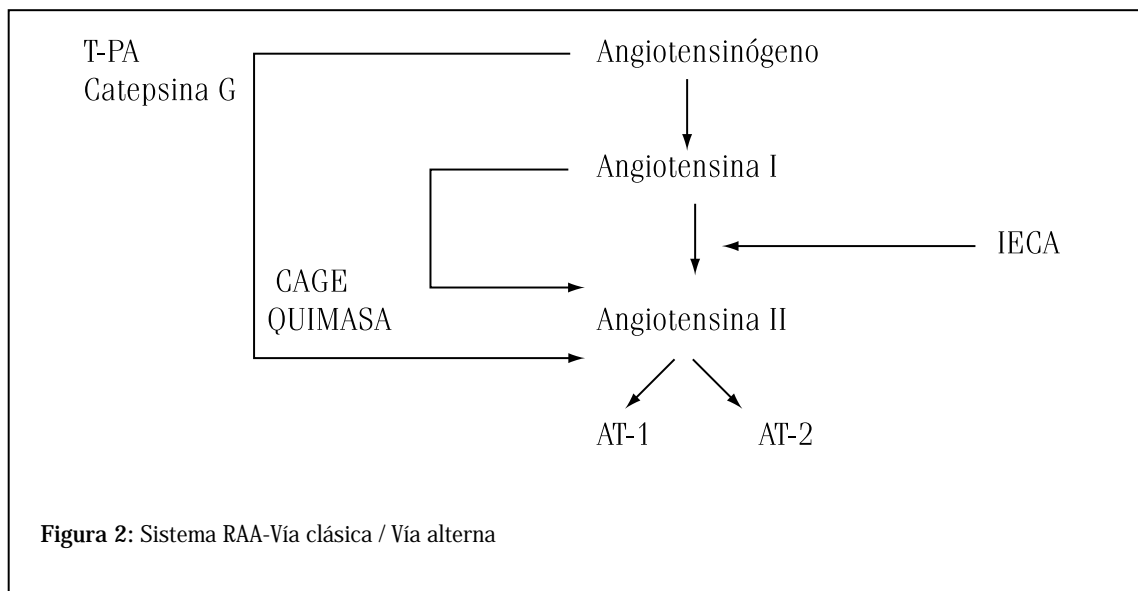 T-PA
Catepsina G
Angiotensinógeno
Angiotensina I
IECA
CAGE
QUIMASA
Angiotensina II
AT-1
AT-2
Figura 2: Sistema RAA-Vía clásica / Vía alterna